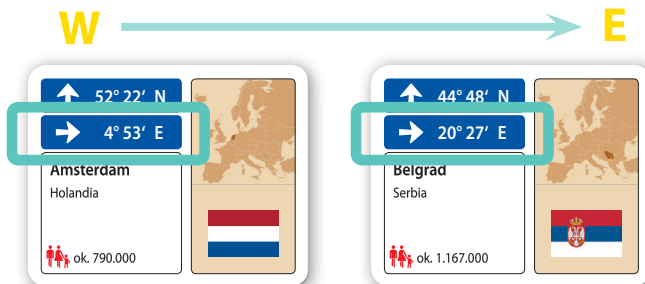 W E
52° 22‘ N
4° 53‘ E
Amsterdam
Holandia
ok. 790.000
44° 48‘ N
20° 27‘ E
Belgrad
Serbia
ok. 1.167.000